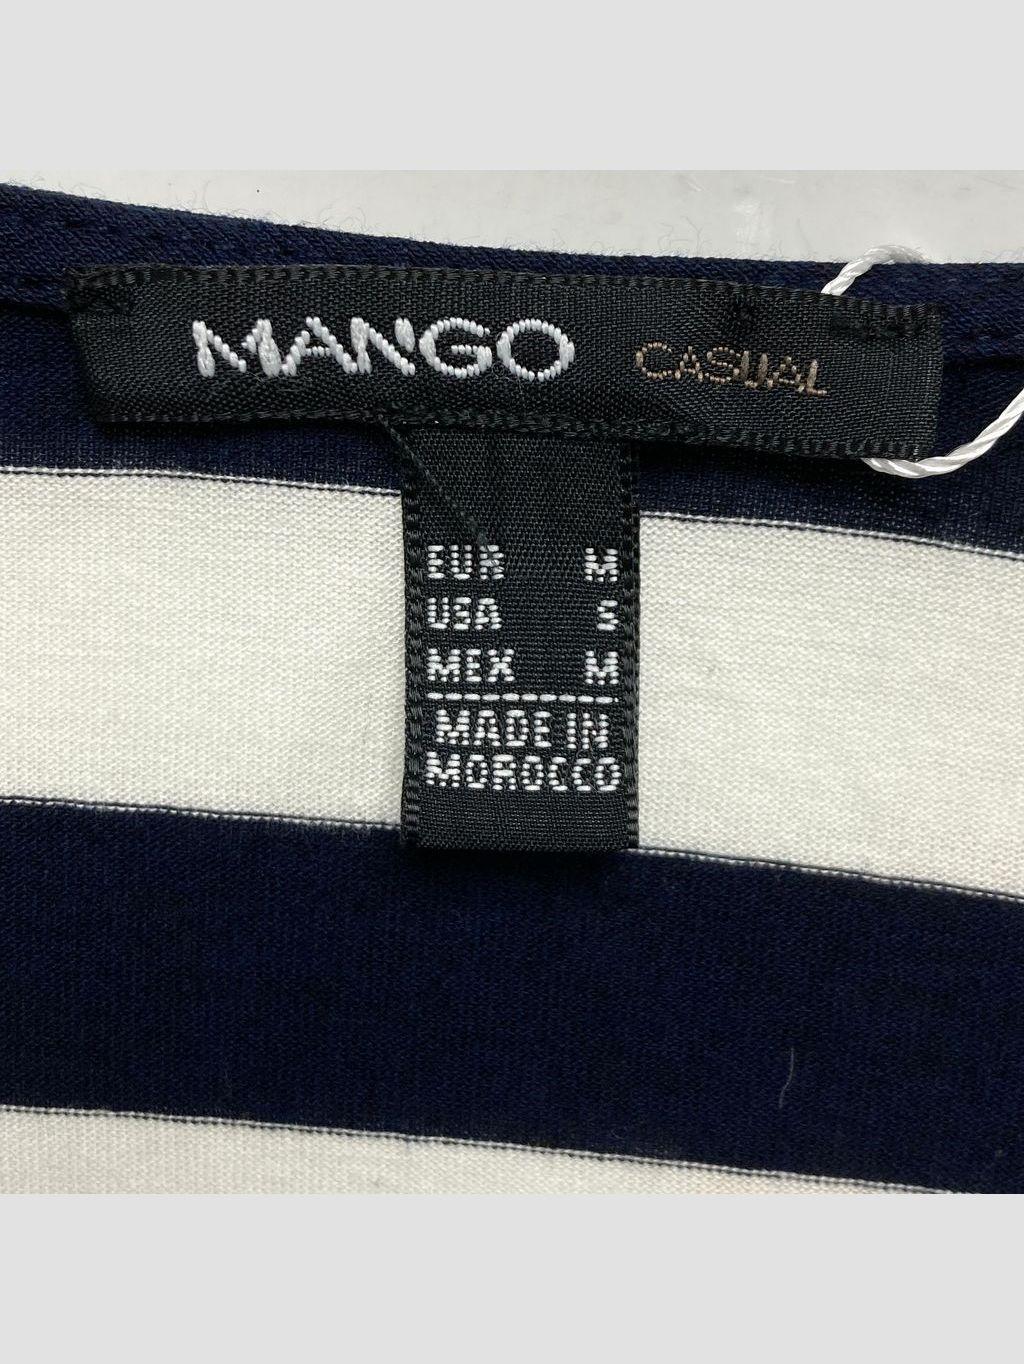 MANGO CASUAL
EUR M
USA S
MEX M
MADE IN
MOROCCO